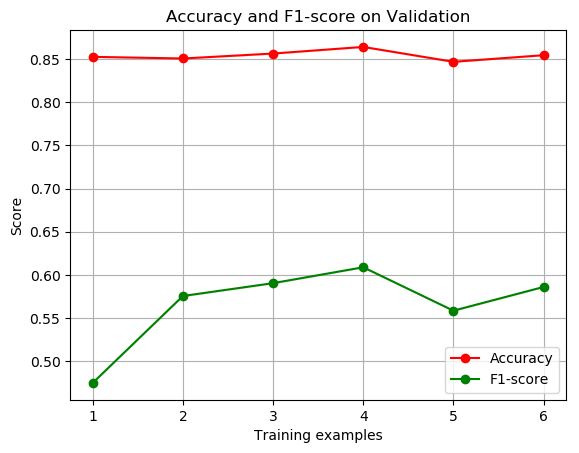 Accuracy and F1-score on Validation
Score
0.85
0.80
0.75
0.70
0.65
0.60
0.55
0.50
Accuracy
F1-score
1 2 3 4 5 6
Training examples